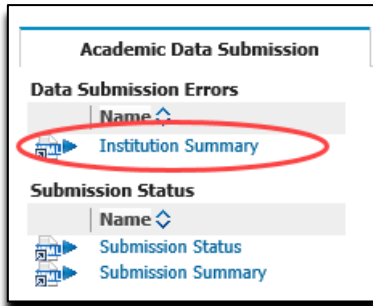 Academic Data Submission
Data Submission Errors
Name
Institution Summary
Submission Status
Name
Submission Status
Submission Summary